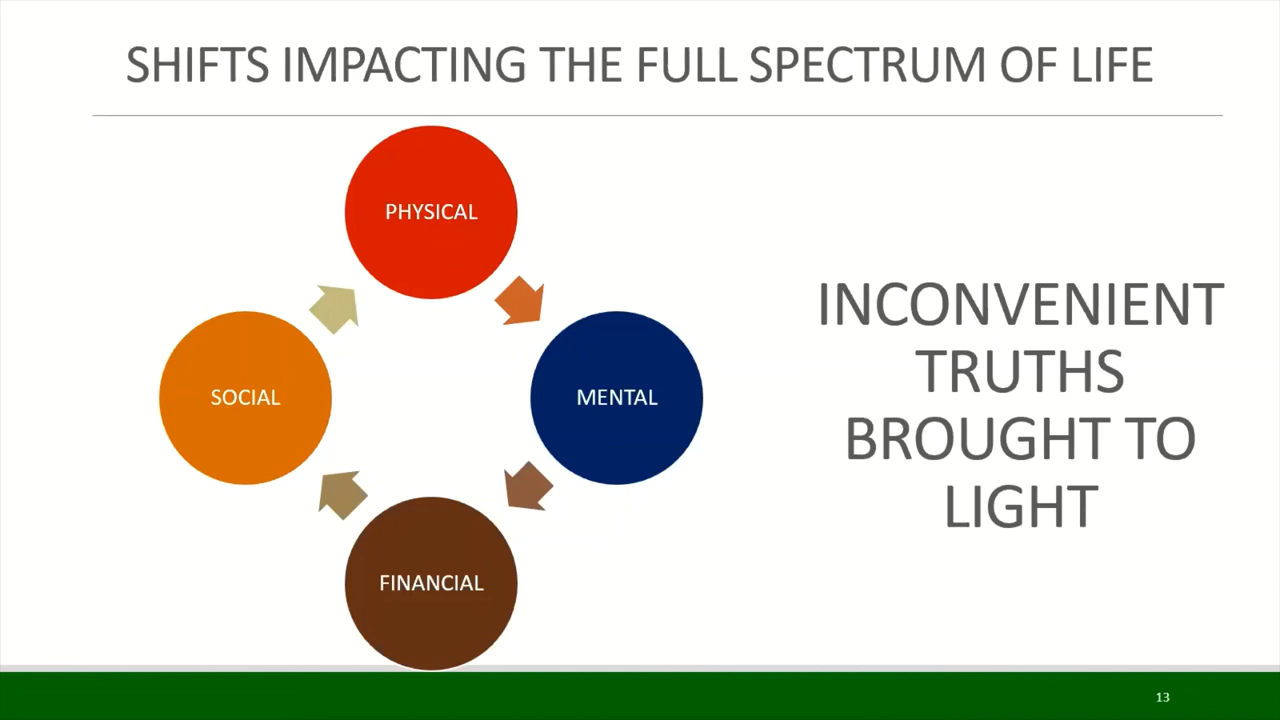 SHIFTS IMPACTING THE FULL SPECTRUM OF LIFE
PHYSICAL
SOCIAL
MENTAL
FINANCIAL
INCONVENIENT
TRUTHS
BROUGHT TO
LIGHT
13